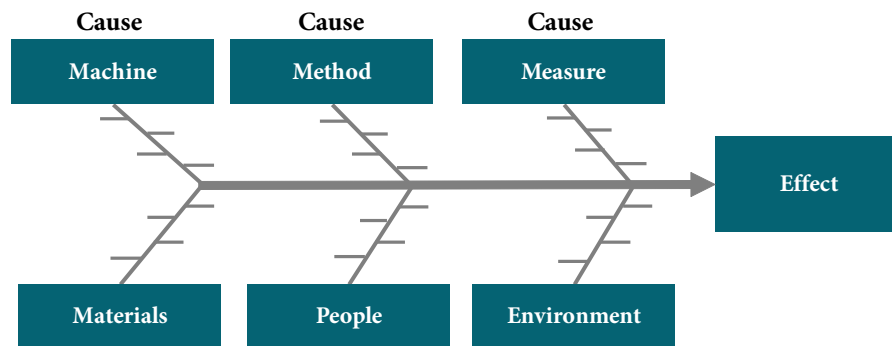 Cause Cause Cause
Machine Method Measure
Effect
Materials People Environment